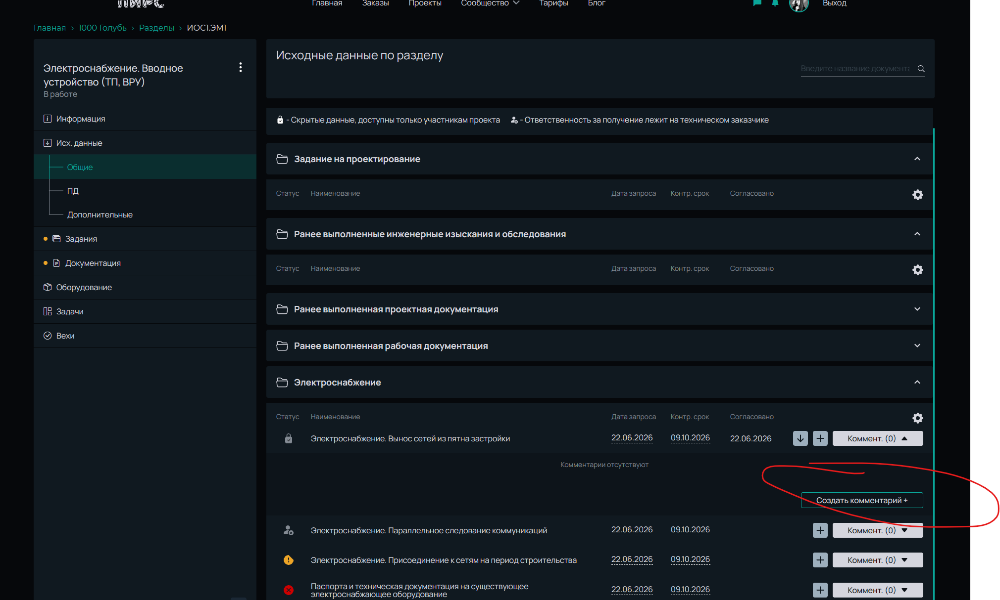 Главная Заказы Проекты Сообщество Тарифы Блог Выход
Главная > 1000 Голубь > Разделы > ИОС1.ЭМ1
Электроснабжение. Вводное
устройство (ТП, ВРУ)
В работе
Информация
Исх. данные
Общие
ПД
Дополнительные
Задания
Документация
Оборудование
Задачи
Вехи
Исходные данные по разделу
Введите название документа
- Скрытые данные, доступны только участникам проекта - Ответственность за получение лежит на техническом заказчике
Задание на проектирование
Статус Наименование Дата запроса Контр. срок Согласовано
Ранее выполненные инженерные изыскания и обследования
Статус Наименование Дата запроса Контр. срок Согласовано
Ранее выполненная проектная документация
Ранее выполненная рабочая документация
Электроснабжение
Статус Наименование Дата запроса Контр. срок Согласовано
Электроснабжение. Вынос сетей из пятна застройки 22.06.2026 09.10.2026 22.06.2026 Коммент. (0)
Комментарии отсутствуют
Создать комментарий +
Электроснабжение. Параллельное следование коммуникаций 22.06.2026 09.10.2026 Коммент. (0)
Электроснабжение. Присоединение к сетям на период строительства 22.06.2026 09.10.2026 Коммент. (0)
Паспорта и техническая документация на существующее
электроснабжающее оборудование 22.06.2026 09.10.2026 Коммент. (0)